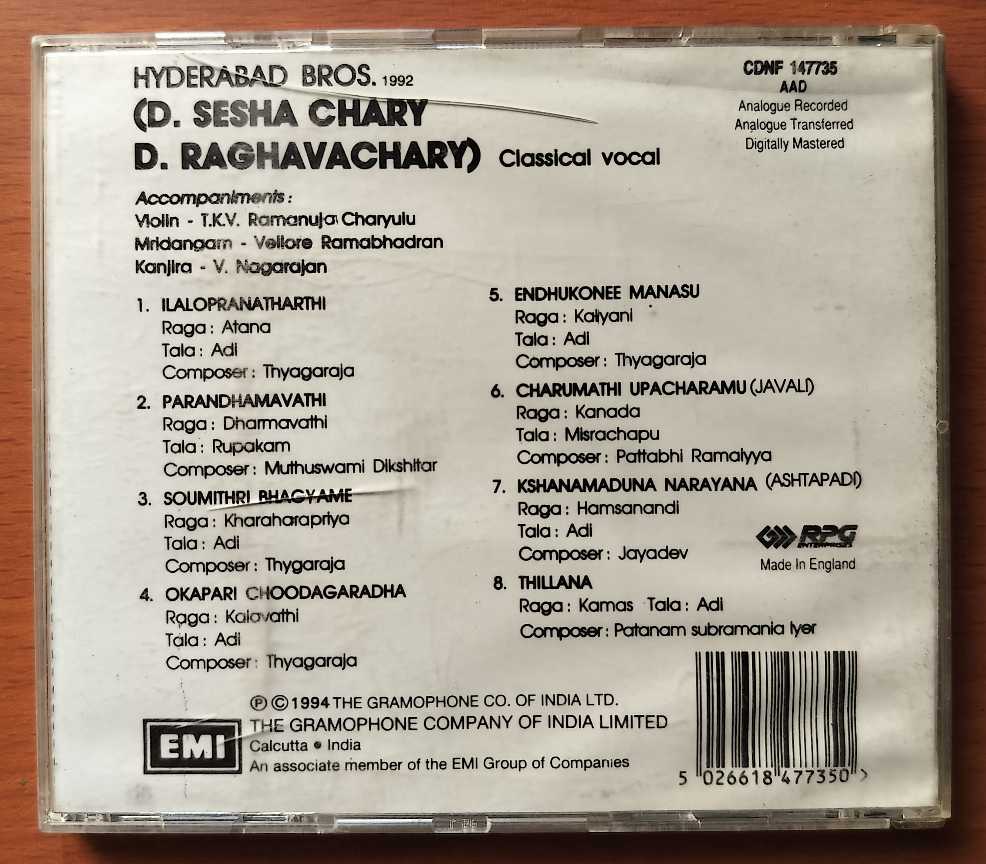 HYDERABAD BROS. 1992
(D. SESHA CHARY
D. RAGHAVACHARY) Classical vocal
CDNF 147735
AAD
Analogue Recorded
Analogue Transferred
Digitally Mastered
Accompaniments :
Violin - T.K.V. Ramanuja Charyulu
Mridangam - Vellore Ramabhadran
Kanjira - V. Nagarajan
1. ILALOPRANATHARTHI
Raga : Atana
Tala : Adi
Composer : Thyagaraja
2. PARANDHAMAVATHI
Raga : Dharmavathi
Tala : Rupakam
Composer : Muthuswami Dikshitar
3. SOUMITHRI BHAGYAME
Raga : Kharaharapriya
Tala : Adi
Composer : Thygaraja
4. OKAPARI CHOODAGARADHA
Raga : Kalavathi
Tala : Adi
Composer : Thyagaraja
5. ENDHUKONEE MANASU
Raga : Kalyani
Tala : Adi
Composer : Thyagaraja
6. CHARUMATHI UPACHARAMU (JAVALI)
Raga : Kanada
Tala : Misrachapu
Composer : Pattabhi Ramaiyya
7. KSHANAMADUNA NARAYANA (ASHTAPADI)
Raga : Hamsanandi
Tala : Adi
Composer : Jayadev
8. THILLANA
Raga : Kamas Tala : Adi
Composer : Patanam subramania Iyer
RPG
ENTERPRISES
Made In England
℗ © 1994 THE GRAMOPHONE CO. OF INDIA LTD.
THE GRAMOPHONE COMPANY OF INDIA LIMITED
Calcutta • India
An associate member of the EMI Group of Companies
EMI
5 026618 477350 >